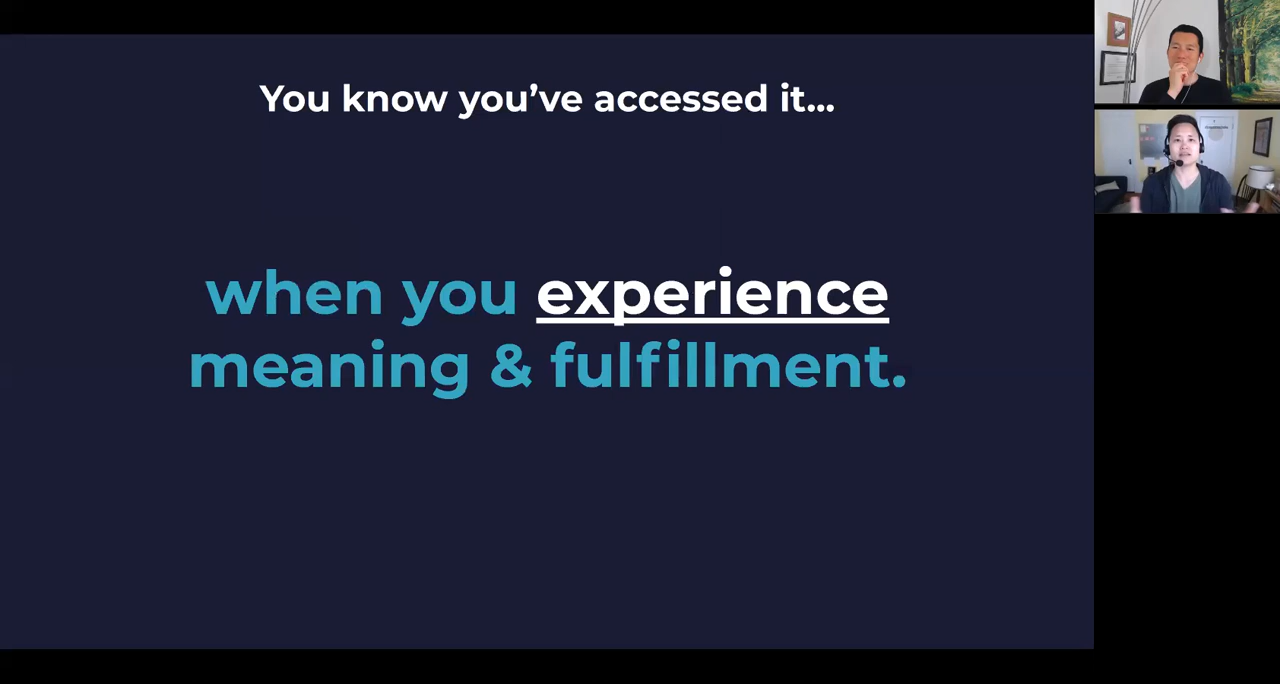 You know you’ve accessed it...
when you experience
meaning & fulfillment.